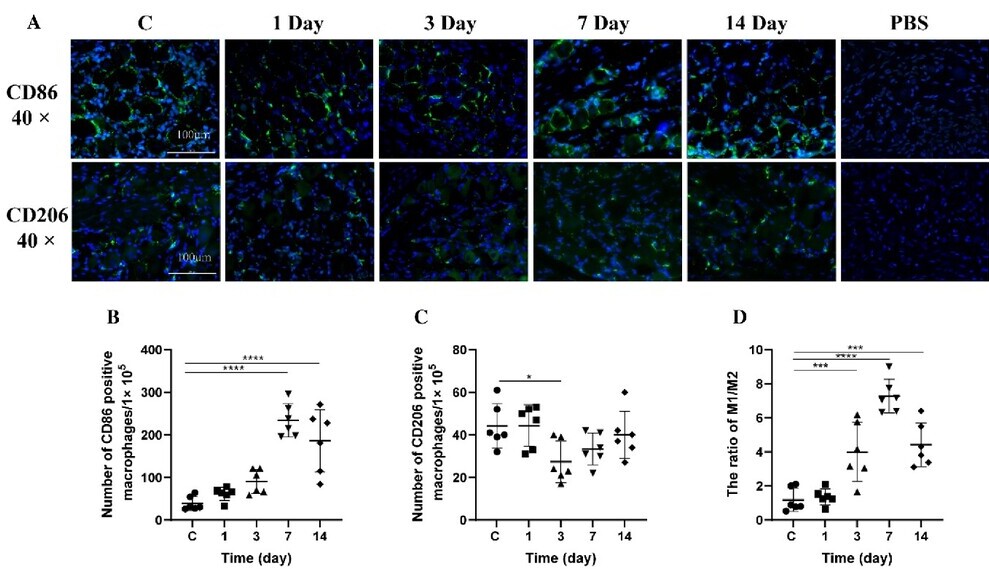 A C 1 Day 3 Day 7 Day 14 Day PBS
CD86
40 ×
100μm
CD206
40 ×
100μm
B
Number of CD86 positive
macrophages/1× 10⁵
400
300
200
100
0
****
****
C 1 3 7 14
Time (day)
C
Number of CD206 positive
macrophages/1× 10⁵
80
60
40
20
0
*
C 1 3 7 14
Time (day)
D
The ratio of M1/M2
10
8
6
4
2
0
***
****
***
C 1 3 7 14
Time (day)